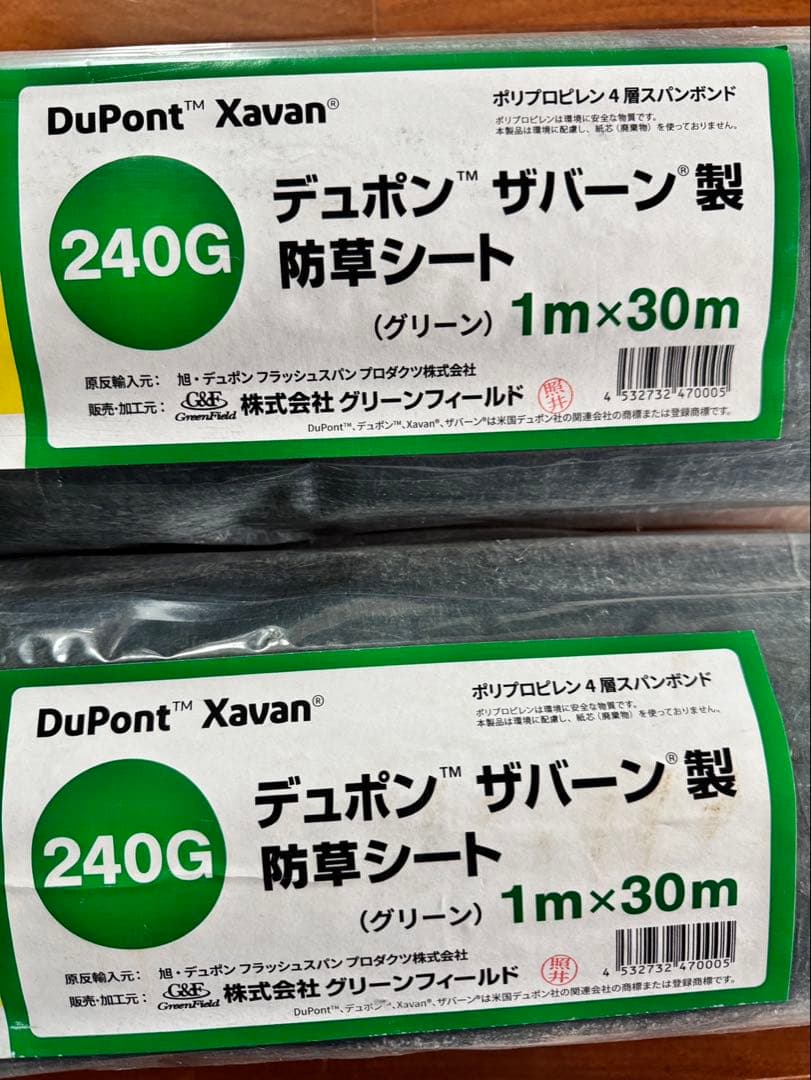 DuPont™ Xavan®
ポリプロピレン4層スパンボンド
ポリプロピレンは環境に安全な物質です。
本製品は環境に配慮し、紙芯（廃棄物）を使っておりません。
240G
デュポン™ ザバーン®製
防草シート
（グリーン）1m×30m
原反輸入元： 旭・デュポン フラッシュスパン プロダクツ株式会社
販売・加工元： G&F GreenField 株式会社 グリーンフィールド 照井
4 532732 470005
DuPont™、デュポン™、Xavan®、ザバーン®は米国デュポン社の関連会社の商標または登録商標です。
DuPont™ Xavan®
ポリプロピレン4層スパンボンド
ポリプロピレンは環境に安全な物質です。
本製品は環境に配慮し、紙芯（廃棄物）を使っておりません。
240G
デュポン™ ザバーン®製
防草シート
（グリーン）1m×30m
原反輸入元： 旭・デュポン フラッシュスパン プロダクツ株式会社
販売・加工元： G&F GreenField 株式会社 グリーンフィールド 照井
4 532732 470005
DuPont™、デュポン™、Xavan®、ザバーン®は米国デュポン社の関連会社の商標または登録商標です。